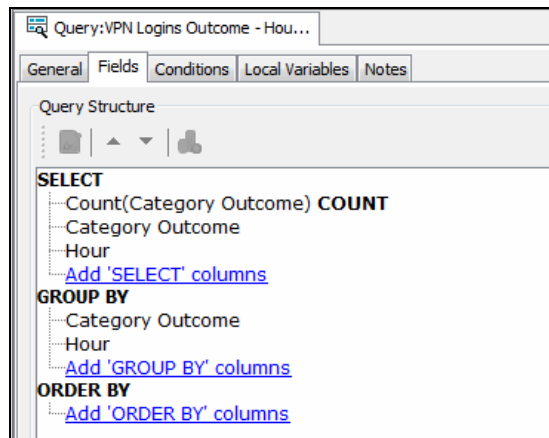 Query:VPN Logins Outcome - Hou...
General Fields Conditions Local Variables Notes
Query Structure
SELECT
Count(Category Outcome) COUNT
Category Outcome
Hour
Add 'SELECT' columns
GROUP BY
Category Outcome
Hour
Add 'GROUP BY' columns
ORDER BY
Add 'ORDER BY' columns